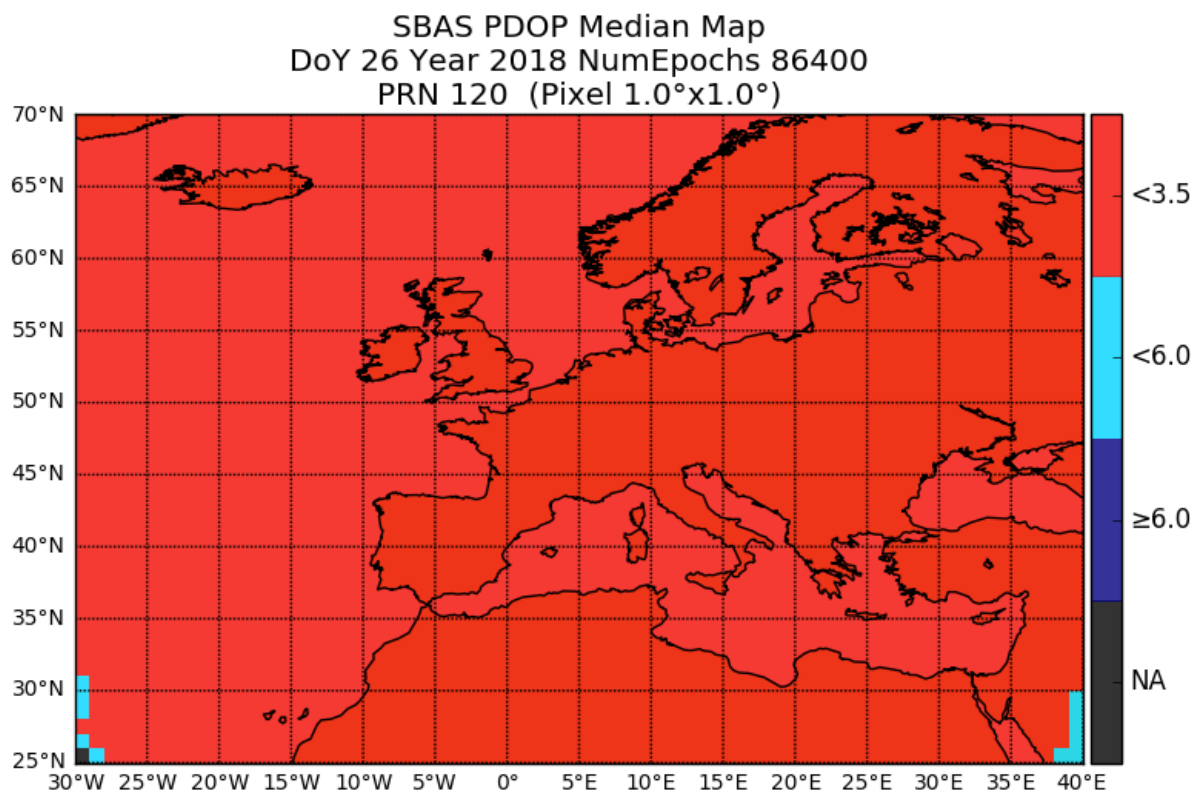 SBAS PDOP Median Map
DoY 26 Year 2018 NumEpochs 86400
PRN 120  (Pixel 1.0°x1.0°)
70°N
65°N
60°N
55°N
50°N
45°N
40°N
35°N
30°N
25°N
30°W 25°W 20°W 15°W 10°W 5°W 0° 5°E 10°E 15°E 20°E 25°E 30°E 35°E 40°E
<3.5
<6.0
≥6.0
NA